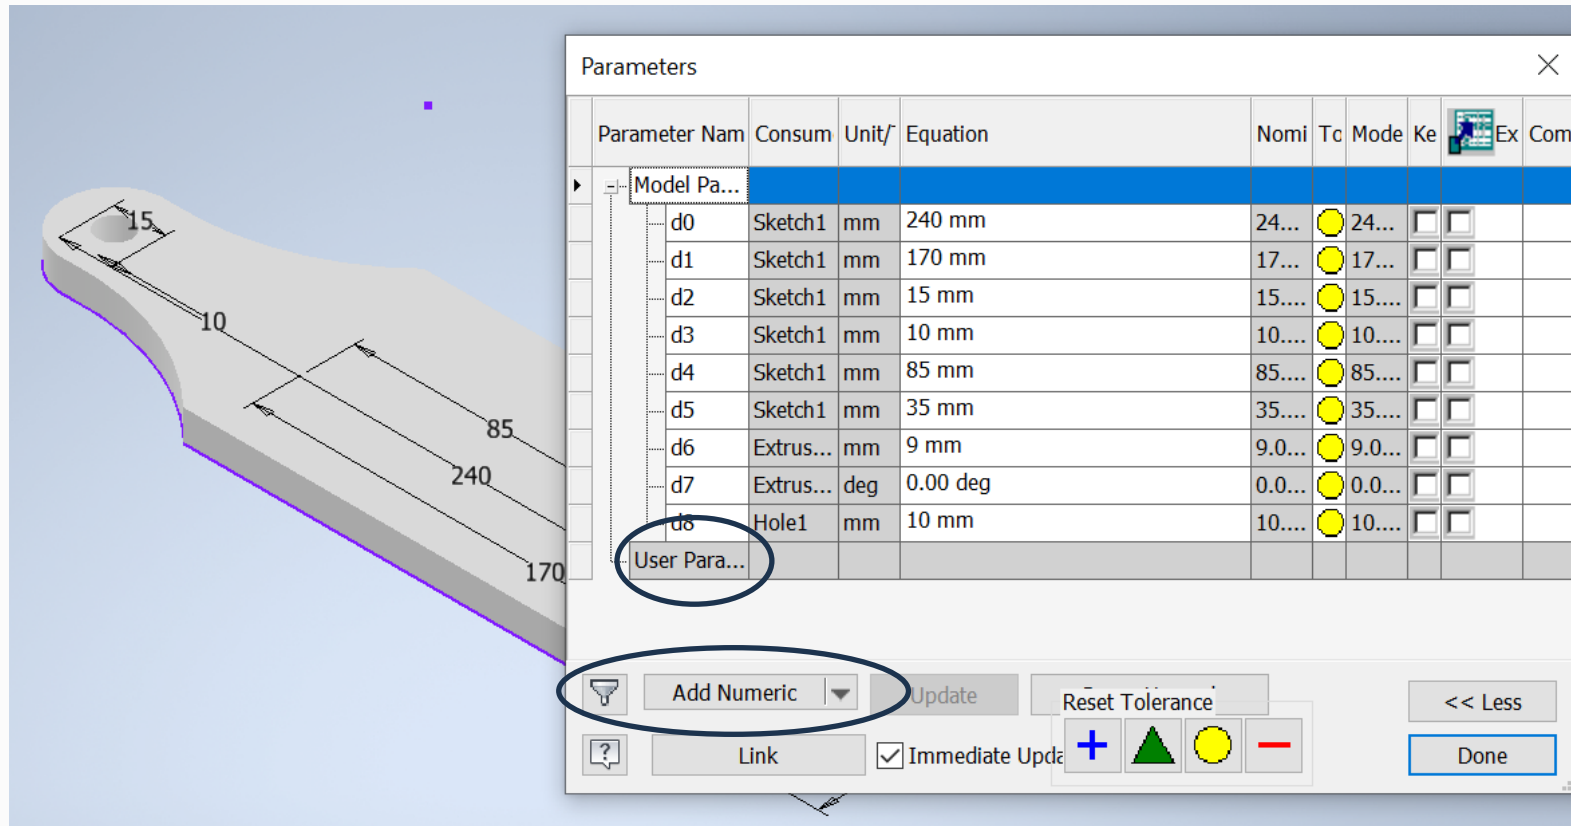 Parameters
Parameter Nam Consum Unit/ Equation Nomi To Mode Ke Ex Com
Model Pa...
d0 Sketch1 mm 240 mm 24... 24...
d1 Sketch1 mm 170 mm 17... 17...
d2 Sketch1 mm 15 mm 15.... 15....
d3 Sketch1 mm 10 mm 10.... 10....
d4 Sketch1 mm 85 mm 85.... 85....
d5 Sketch1 mm 35 mm 35.... 35....
d6 Extrus... mm 9 mm 9.0... 9.0...
d7 Extrus... deg 0.00 deg 0.0... 0.0...
d8 Hole1 mm 10 mm 10.... 10....
User Para...
Add Numeric Update
Reset Tolerance
<< Less
Link
Immediate Upda
Done
15
10
85
240
170